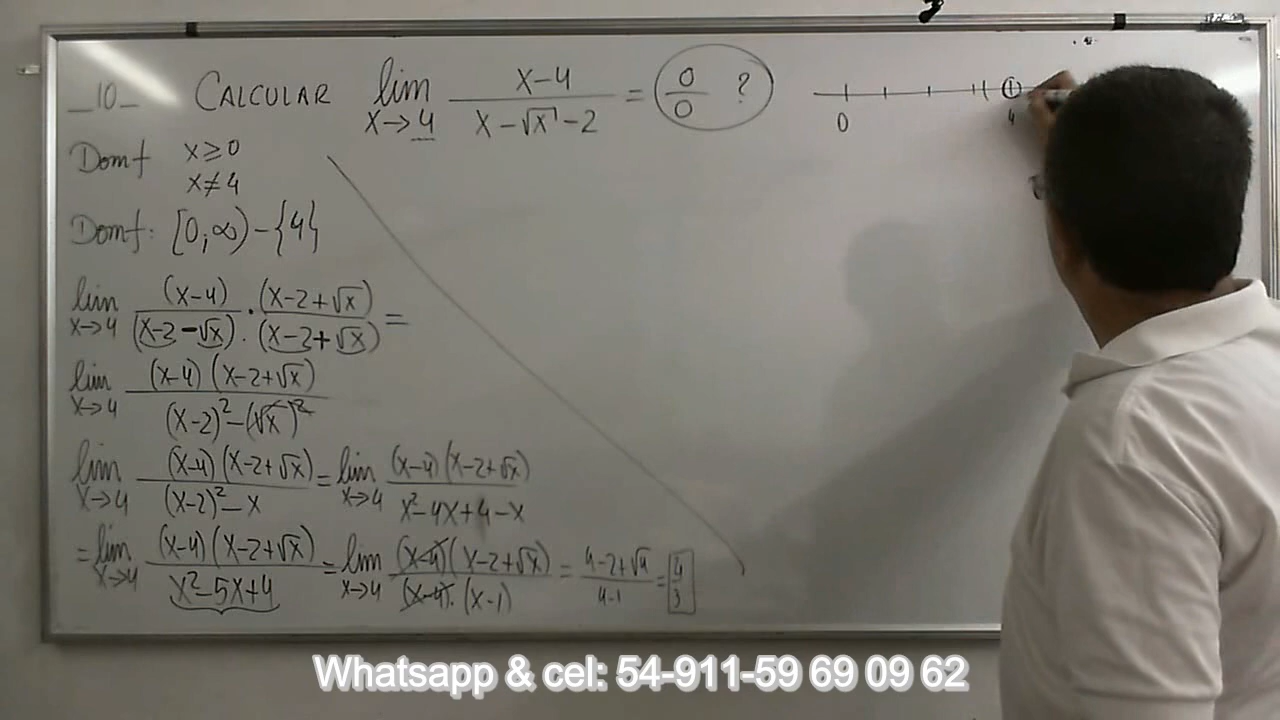 _10_ CALCULAR lim x→4 (x-4)/(x-√x-2) = 0/0 ?
0 4
Domf x≥0
x≠4
Domf: [0,∞)-{4}
lim x→4 (x-4)/(x-2-√x) · (x-2+√x)/(x-2+√x) =
lim x→4 (x-4)(x-2+√x)/((x-2)²-(√x)²)
lim x→4 (x-4)(x-2+√x)/((x-2)²-x) = lim x→4 (x-4)(x-2+√x)/(x²-4x+4-x)
= lim x→4 (x-4)(x-2+√x)/(x²-5x+4) = lim x→4 (x-4)(x-2+√x)/((x-4)·(x-1)) = (4-2+√4)/(4-1) = 4/3
Whatsapp & cel: 54-911-59 69 09 62